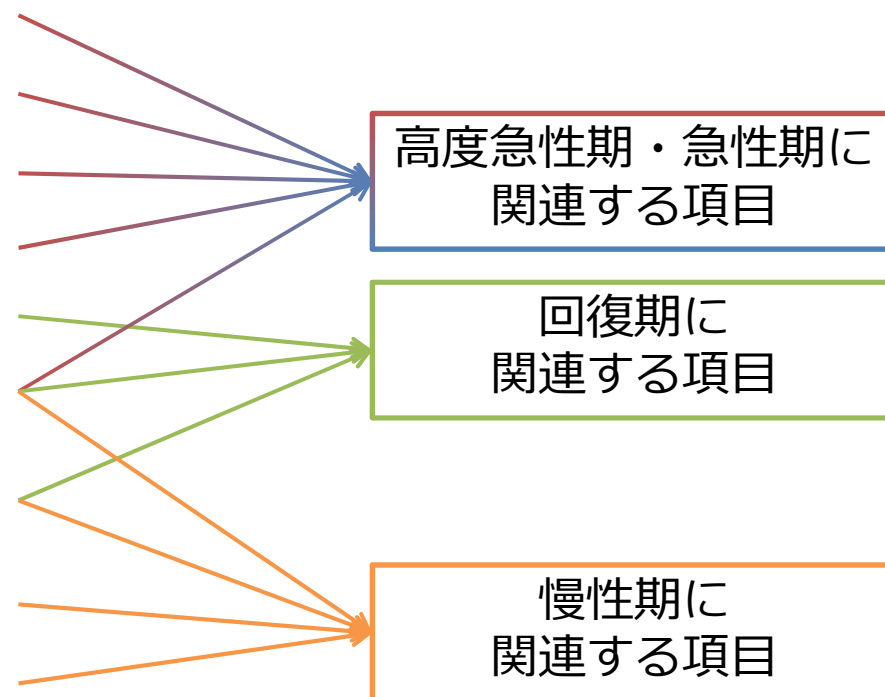 高度急性期・急性期に
関連する項目
回復期に
関連する項目
慢性期に
関連する項目